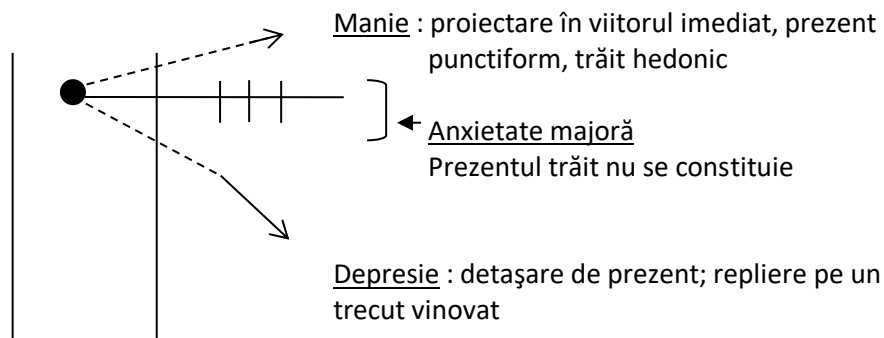 Manie : proiectare în viitorul imediat, prezent
punctiform, trăit hedonic
Anxietate majoră
Prezentul trăit nu se constituie
Depresie : detaşare de prezent; repliere pe un
trecut vinovat